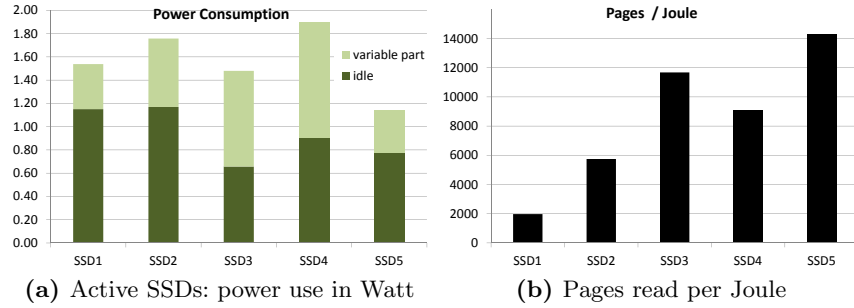 Power Consumption
2.00
1.80
1.60
1.40
1.20
1.00
0.80
0.60
0.40
0.20
0.00
variable part
idle
SSD1 SSD2 SSD3 SSD4 SSD5
(a) Active SSDs: power use in Watt
Pages / Joule
14000
12000
10000
8000
6000
4000
2000
0
SSD1 SSD2 SSD3 SSD4 SSD5
(b) Pages read per Joule